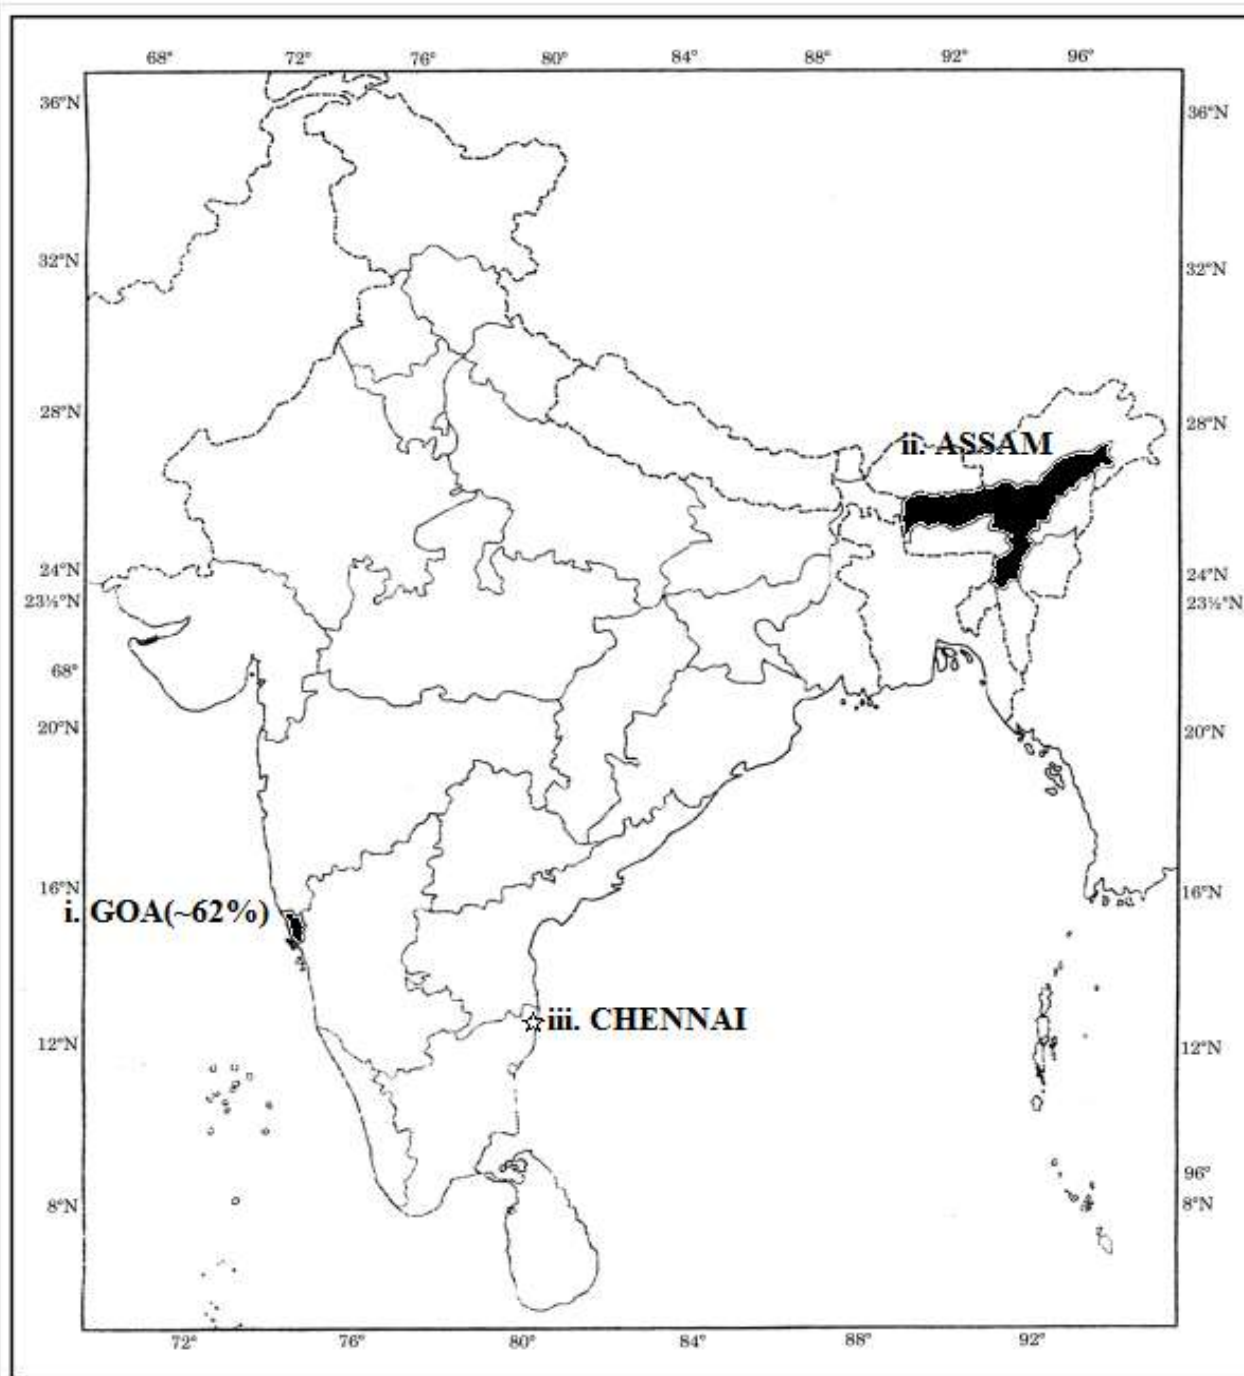 68° 72° 76° 80° 84° 88° 92° 96°
36°N 36°N
32°N 32°N
28°N 28°N
ii. ASSAM
24°N 24°N
23½°N 23½°N
68°
20°N 20°N
16°N 16°N
i. GOA(~62%)
iii. CHENNAI
12°N 12°N
96°
8°N 8°N
72° 76° 80° 84° 88° 92°